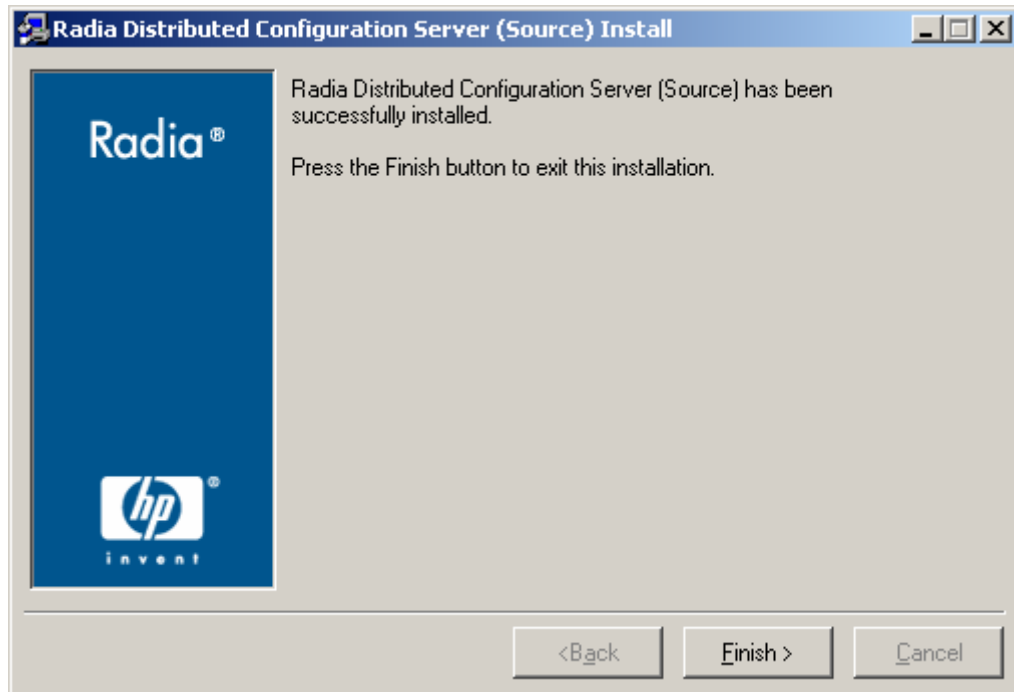 Radia Distributed Configuration Server (Source) Install
Radia®
Radia Distributed Configuration Server (Source) has been
successfully installed.
Press the Finish button to exit this installation.
hp®
invent
<Back
Finish >
Cancel